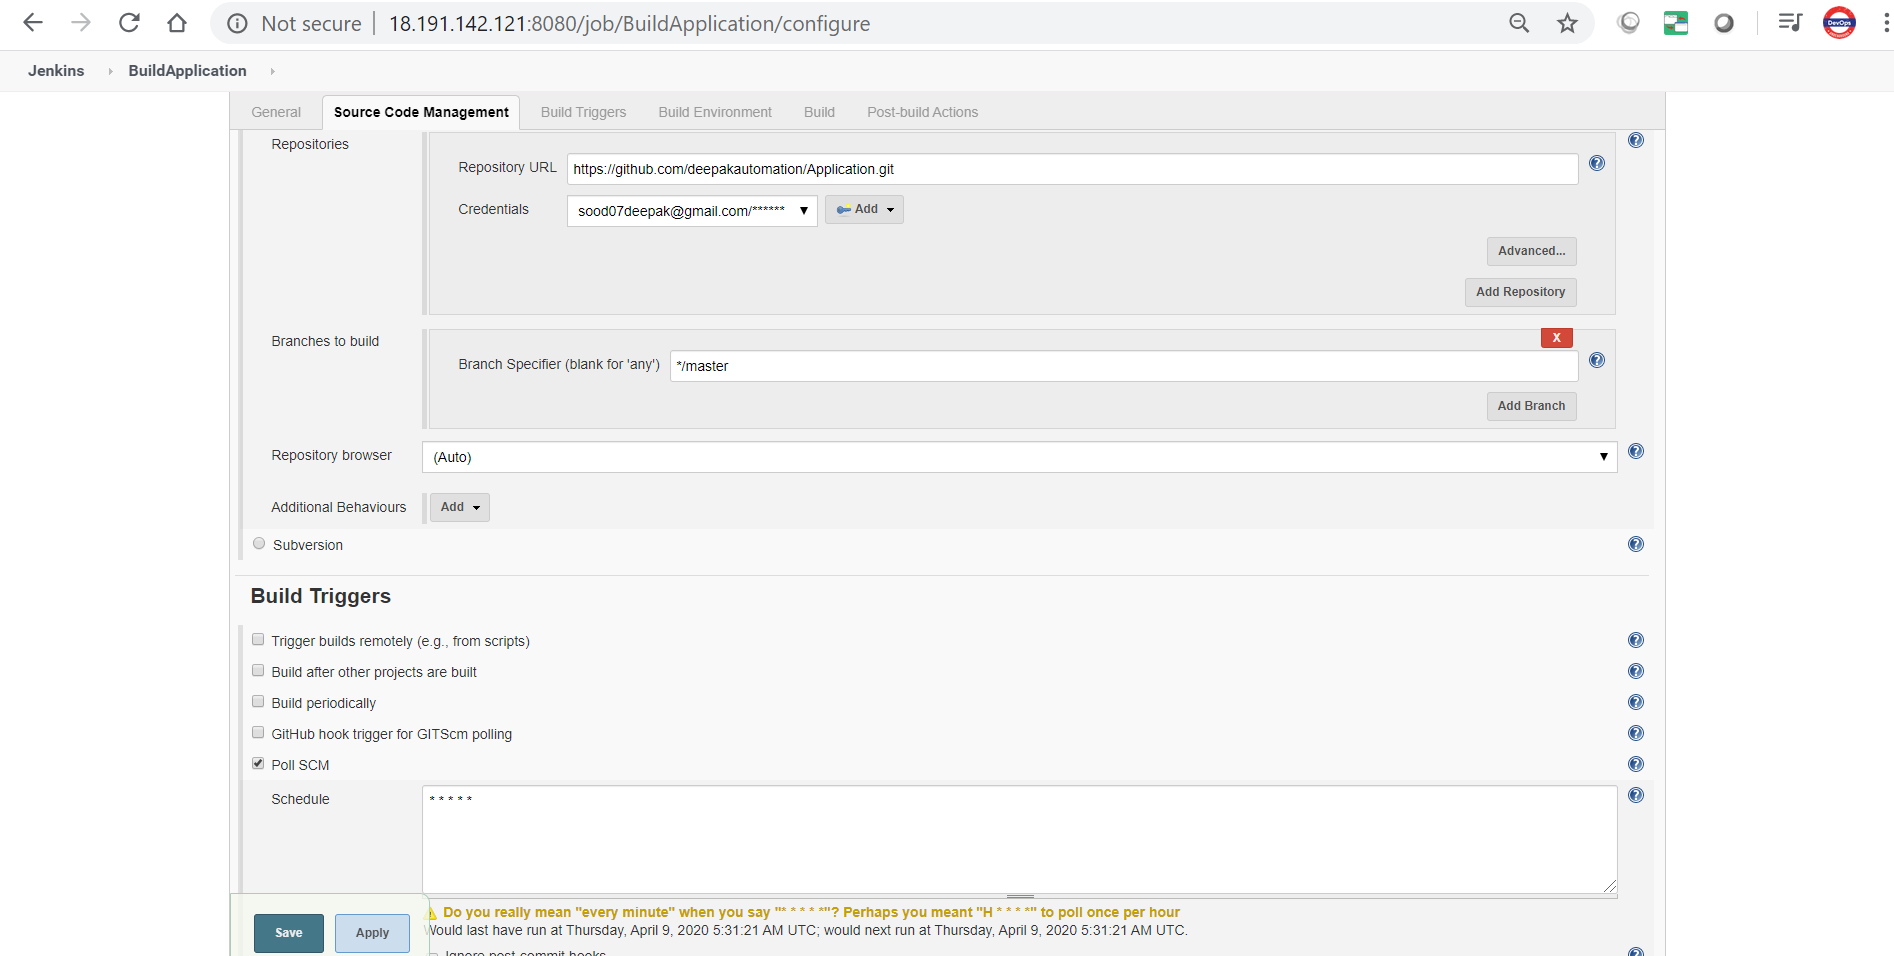 Not secure 18.191.142.121:8080/job/BuildApplication/configure
DevOps
Jenkins BuildApplication
General Source Code Management Build Triggers Build Environment Build Post-build Actions
Repositories
Repository URL https://github.com/deepakautomation/Application.git
Credentials sood07deepak@gmail.com/****** Add
Advanced...
Add Repository
Branches to build
X
Branch Specifier (blank for 'any') */master
Add Branch
Repository browser (Auto)
Additional Behaviours Add
Subversion
Build Triggers
Trigger builds remotely (e.g., from scripts)
Build after other projects are built
Build periodically
GitHub hook trigger for GITScm polling
Poll SCM
Schedule * * * * *
Do you really mean "every minute" when you say "* * * * *"? Perhaps you meant "H * * * *" to poll once per hour
Would last have run at Thursday, April 9, 2020 5:31:21 AM UTC; would next run at Thursday, April 9, 2020 5:31:21 AM UTC.
Save Apply
Ignore post-commit hooks